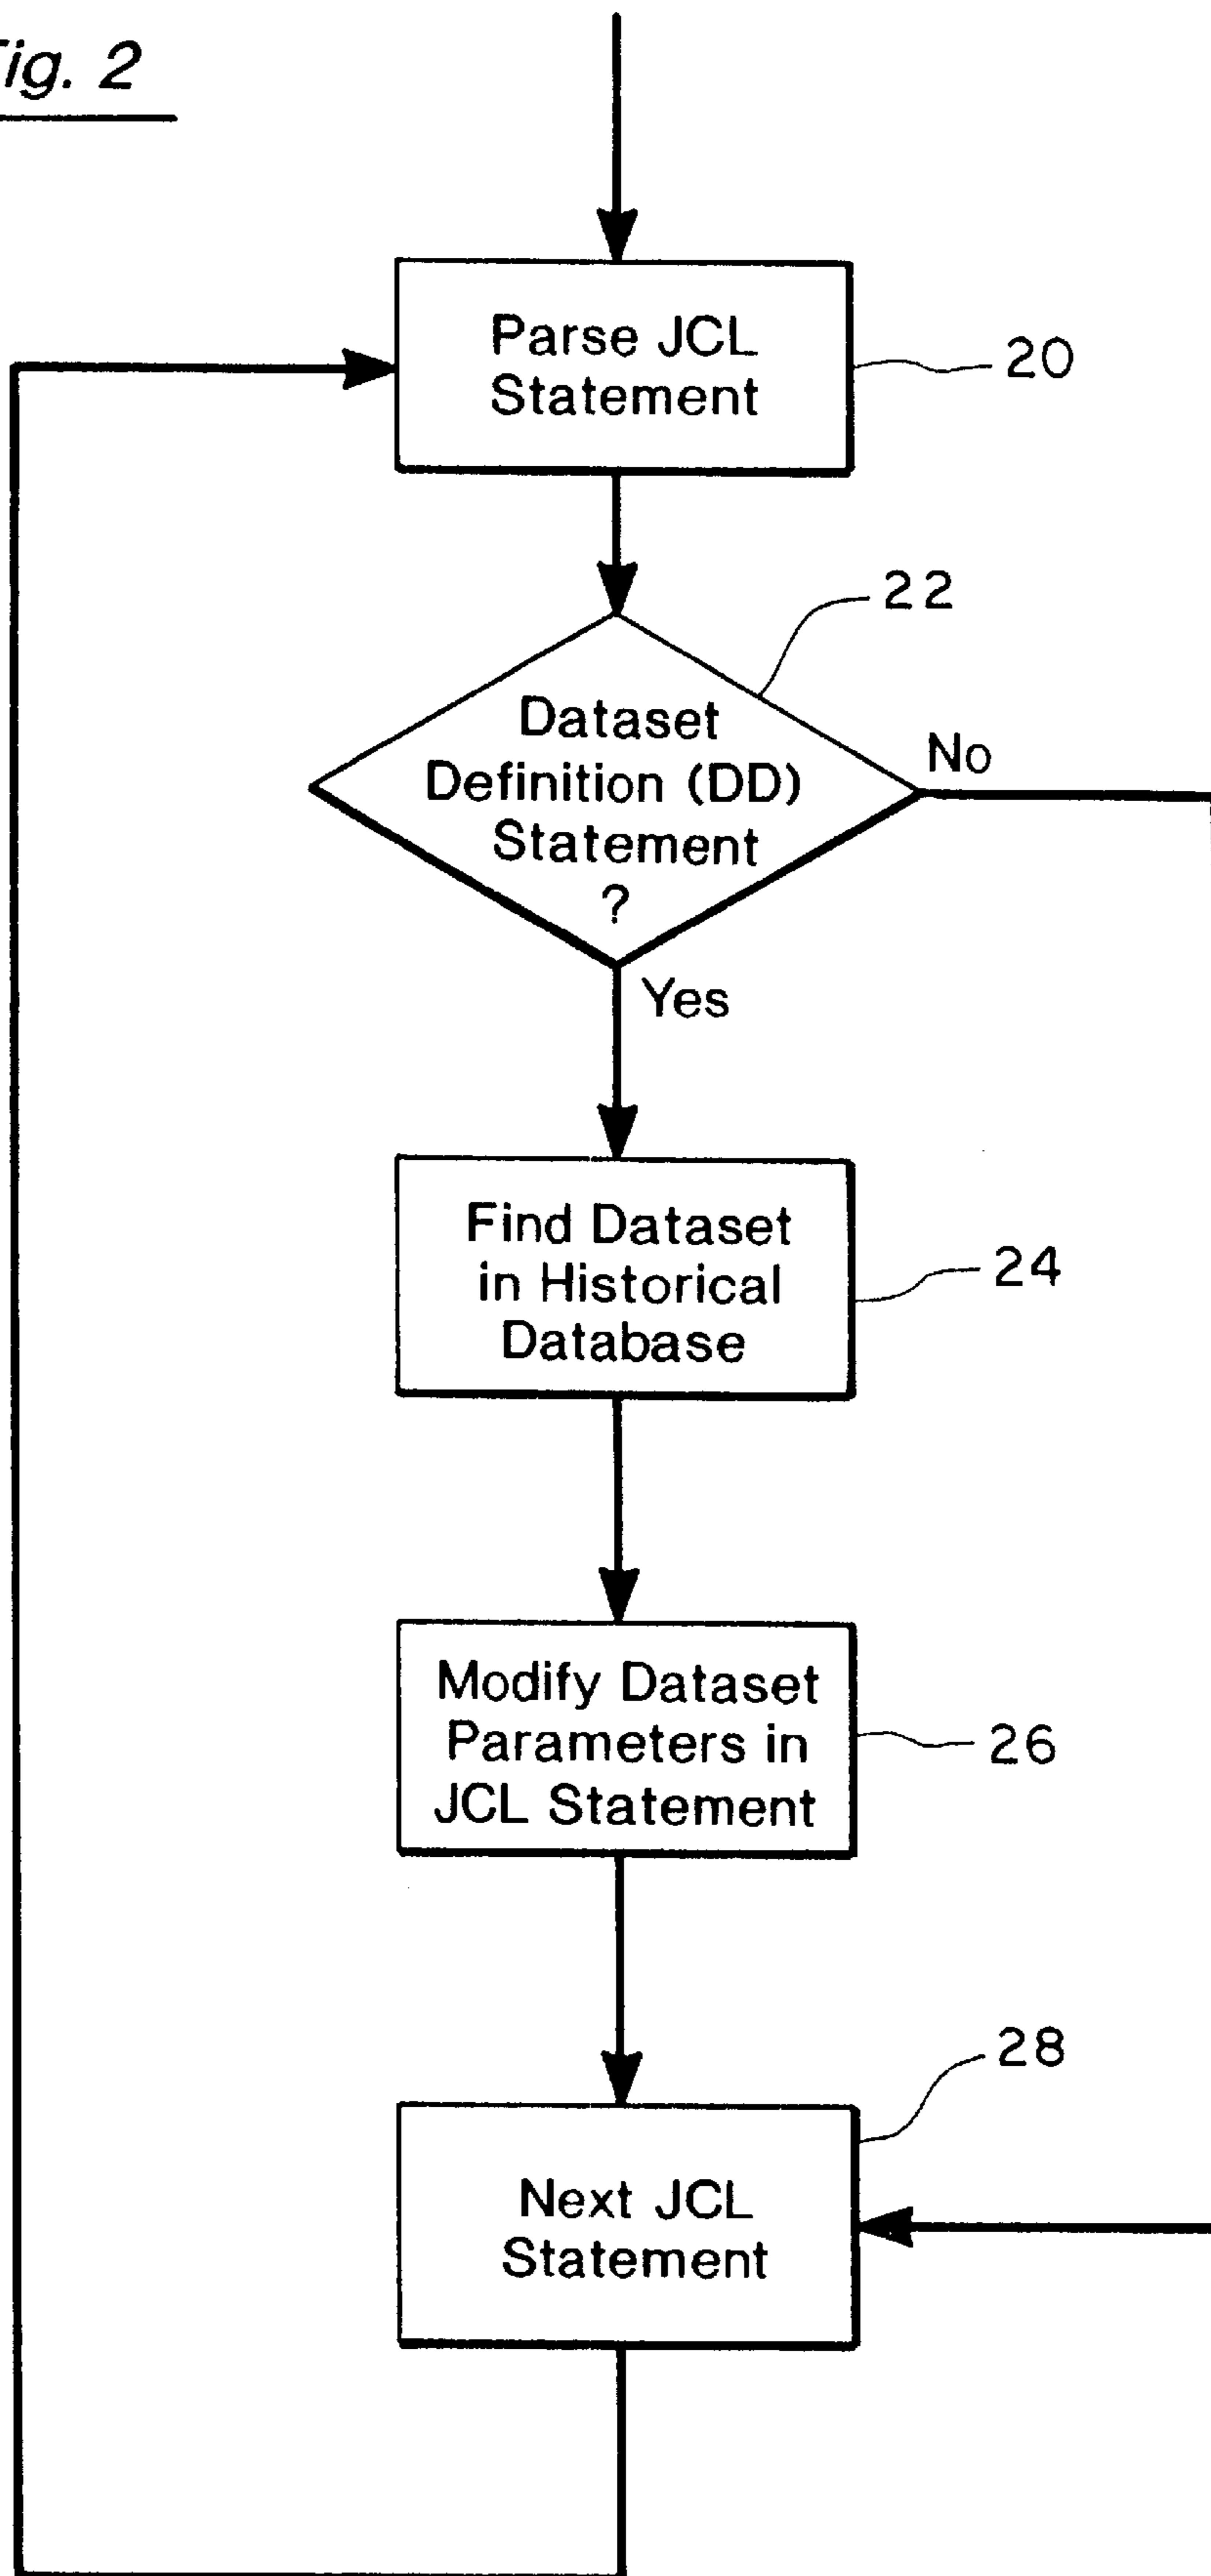 Fig. 2
Parse JCL
Statement
20
22
Dataset
Definition (DD)
Statement
?
No
Yes
Find Dataset
in Historical
Database
24
Modify Dataset
Parameters in
JCL Statement
26
28
Next JCL
Statement